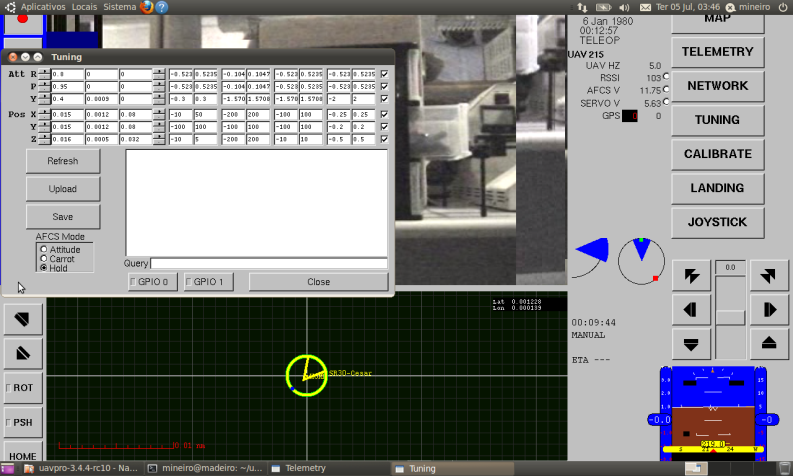 Aplicativos Locais Sistema
Ter 05 jul, 03:46 mineiro
Tuning
Att R 0.8 0 0 -0.523 0.5235 -0.104 0.1047 -0.523 0.5235 -0.523 0.5235
P 0.95 0 0 -0.523 0.5235 -0.104 0.1047 -0.523 0.5235 -0.523 0.5235
Y 0.4 0.0009 0 -0.3 0.3 -1.570 1.5708 -1.570 1.5708 -2 2
Pos X 0.015 0.0012 0.08 -10 50 -200 200 -100 100 -0.25 0.25
Y 0.015 0.0012 0.08 -100 100 -200 200 -100 100 -0.2 0.2
Z 0.016 0.0005 0.032 -10 5 -200 200 -10 10 -0.5 0.5
Refresh
Upload
Save
AFCS Mode
Attitude
Carrot
Hold
Query
GPIO 0
GPIO 1
Close
6 Jan 1980
00:12:57
TELEOP
UAV 215
UAV HZ 5.0
RSSI 103
AFCS V 11.75
SERVO V 5.63
GPS 0 0
MAP
TELEMETRY
NETWORK
TUNING
CALIBRATE
LANDING
JOYSTICK
0.0
00:09:44
MANUAL
ETA ---
Lat 0.001228
SR30-Cesar
0.01 nm
ROT
PSH
HOME
-0.0
-0
219.0
S 21 24 W
uavpro-3.4.4-rc10 - Na...
mineiro@madeiro: ~/u...
Telemetry
Tuning